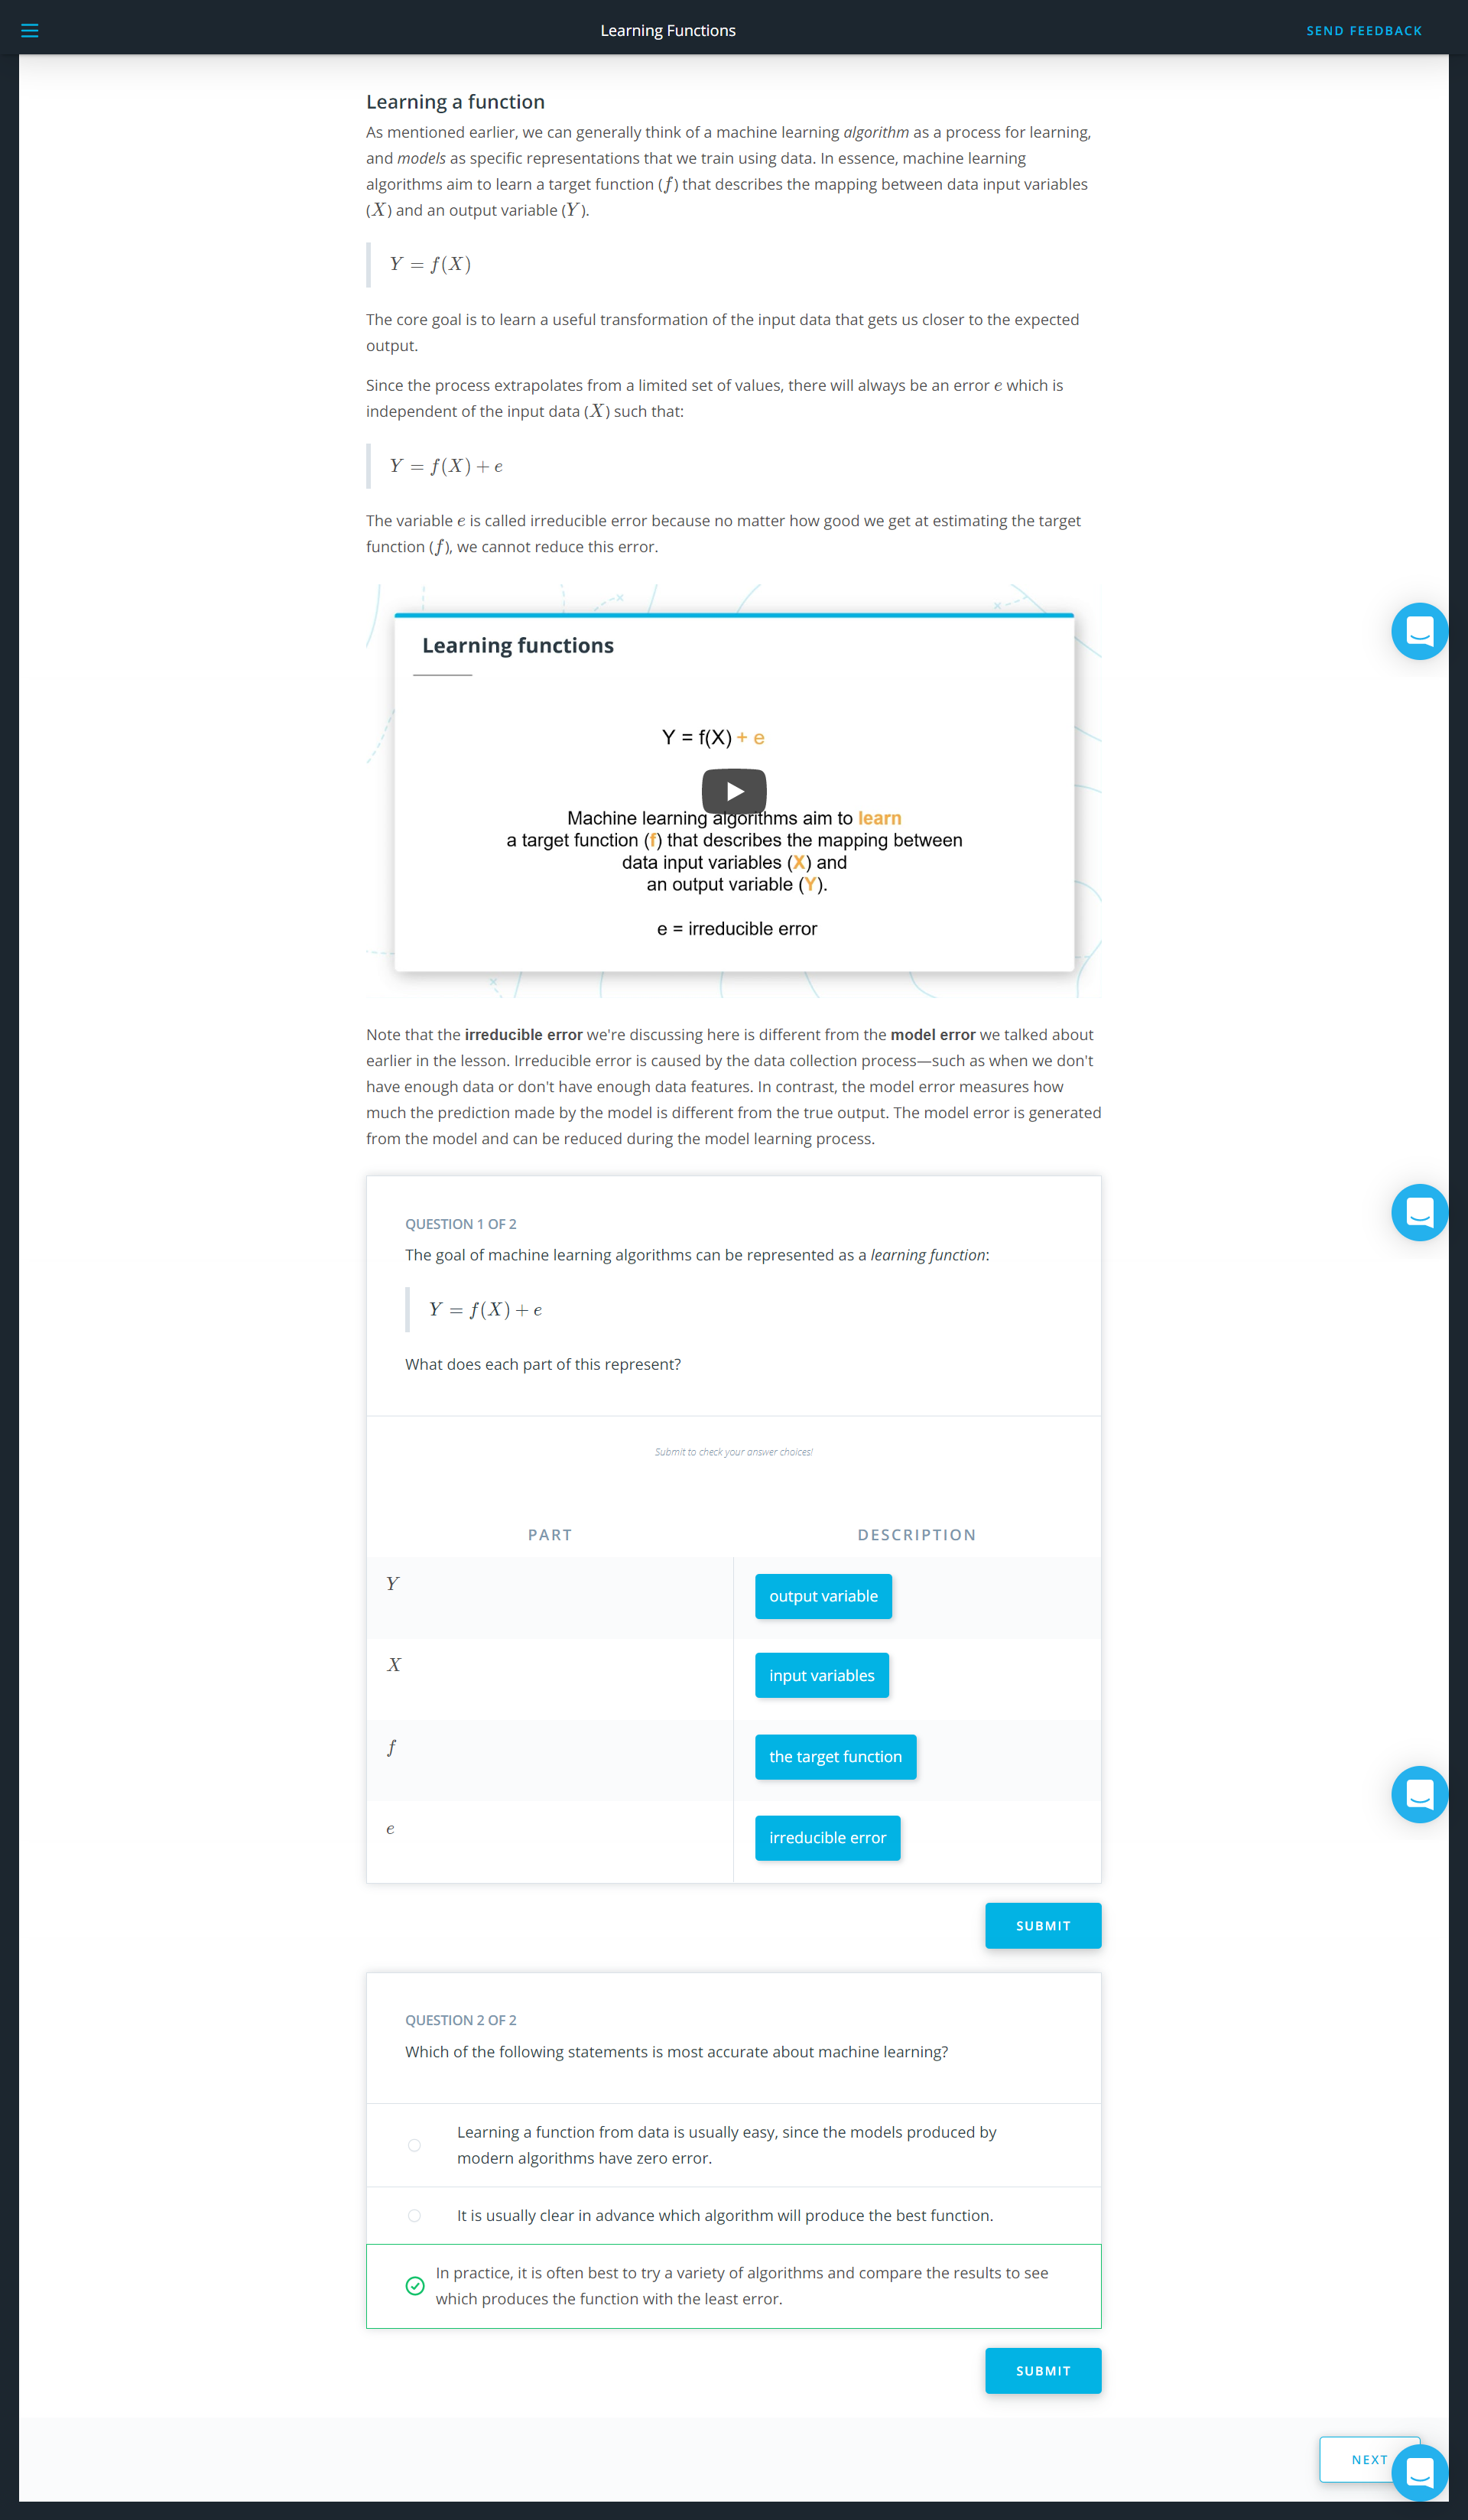 Learning Functions
SEND FEEDBACK
Learning a function
As mentioned earlier, we can generally think of a machine learning algorithm as a process for learning,
and models as specific representations that we train using data. In essence, machine learning
algorithms aim to learn a target function (f) that describes the mapping between data input variables
(X) and an output variable (Y).
Y = f(X)
The core goal is to learn a useful transformation of the input data that gets us closer to the expected
output.
Since the process extrapolates from a limited set of values, there will always be an error e which is
independent of the input data (X) such that:
Y = f(X) + e
The variable e is called irreducible error because no matter how good we get at estimating the target
function (f), we cannot reduce this error.
Learning functions
Y = f(X) + e
Machine learning algorithms aim to learn
a target function (f) that describes the mapping between
data input variables (X) and
an output variable (Y).
e = irreducible error
Note that the irreducible error we're discussing here is different from the model error we talked about
earlier in the lesson. Irreducible error is caused by the data collection process—such as when we don't
have enough data or don't have enough data features. In contrast, the model error measures how
much the prediction made by the model is different from the true output. The model error is generated
from the model and can be reduced during the model learning process.
QUESTION 1 OF 2
The goal of machine learning algorithms can be represented as a learning function:
Y = f(X) + e
What does each part of this represent?
Submit to check your answer choices!
PART DESCRIPTION
Y output variable
X input variables
f the target function
e irreducible error
SUBMIT
QUESTION 2 OF 2
Which of the following statements is most accurate about machine learning?
Learning a function from data is usually easy, since the models produced by
modern algorithms have zero error.
It is usually clear in advance which algorithm will produce the best function.
In practice, it is often best to try a variety of algorithms and compare the results to see
which produces the function with the least error.
SUBMIT
NEXT